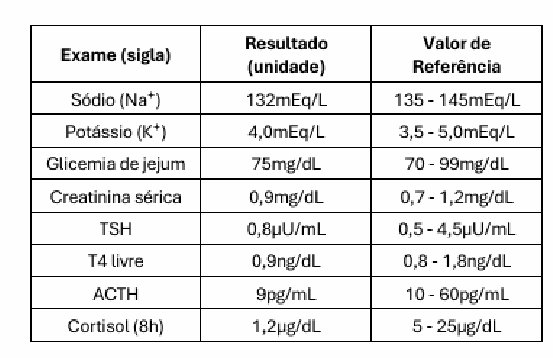 Exame (sigla) Resultado (unidade) Valor de Referência
Sódio (Na⁺) 132mEq/L 135 - 145mEq/L
Potássio (K⁺) 4,0mEq/L 3,5 - 5,0mEq/L
Glicemia de jejum 75mg/dL 70 - 99mg/dL
Creatinina sérica 0,9mg/dL 0,7 - 1,2mg/dL
TSH 0,8µU/mL 0,5 - 4,5µU/mL
T4 livre 0,9ng/dL 0,8 - 1,8ng/dL
ACTH 9pg/mL 10 - 60pg/mL
Cortisol (8h) 1,2µg/dL 5 - 25µg/dL